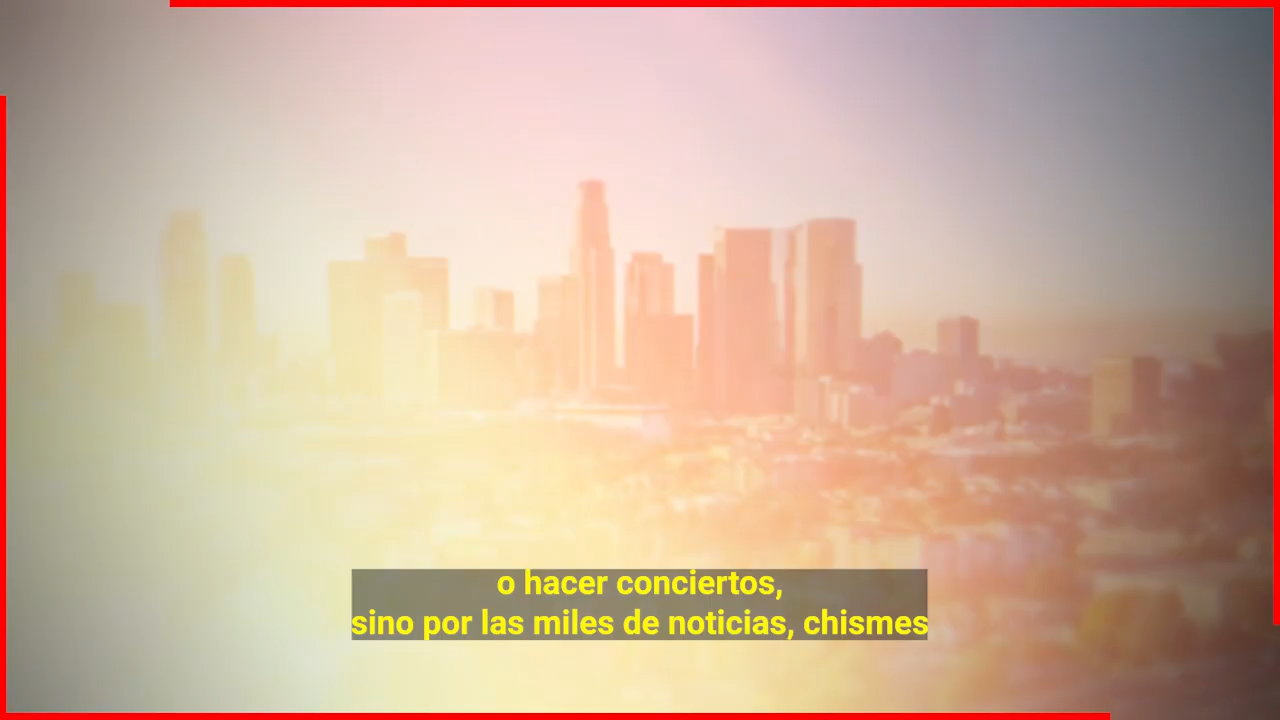 o hacer conciertos,
sino por las miles de noticias, chismes